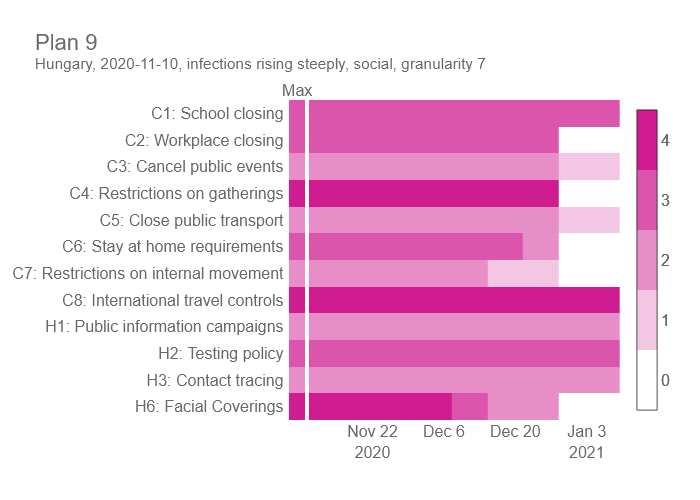 Plan 9
Hungary, 2020-11-10, infections rising steeply, social, granularity 7
Max
C1: School closing
C2: Workplace closing
C3: Cancel public events
C4: Restrictions on gatherings
C5: Close public transport
C6: Stay at home requirements
C7: Restrictions on internal movement
C8: International travel controls
H1: Public information campaigns
H2: Testing policy
H3: Contact tracing
H6: Facial Coverings
4
3
2
1
0
Nov 22 Dec 6 Dec 20 Jan 3
2020 2021